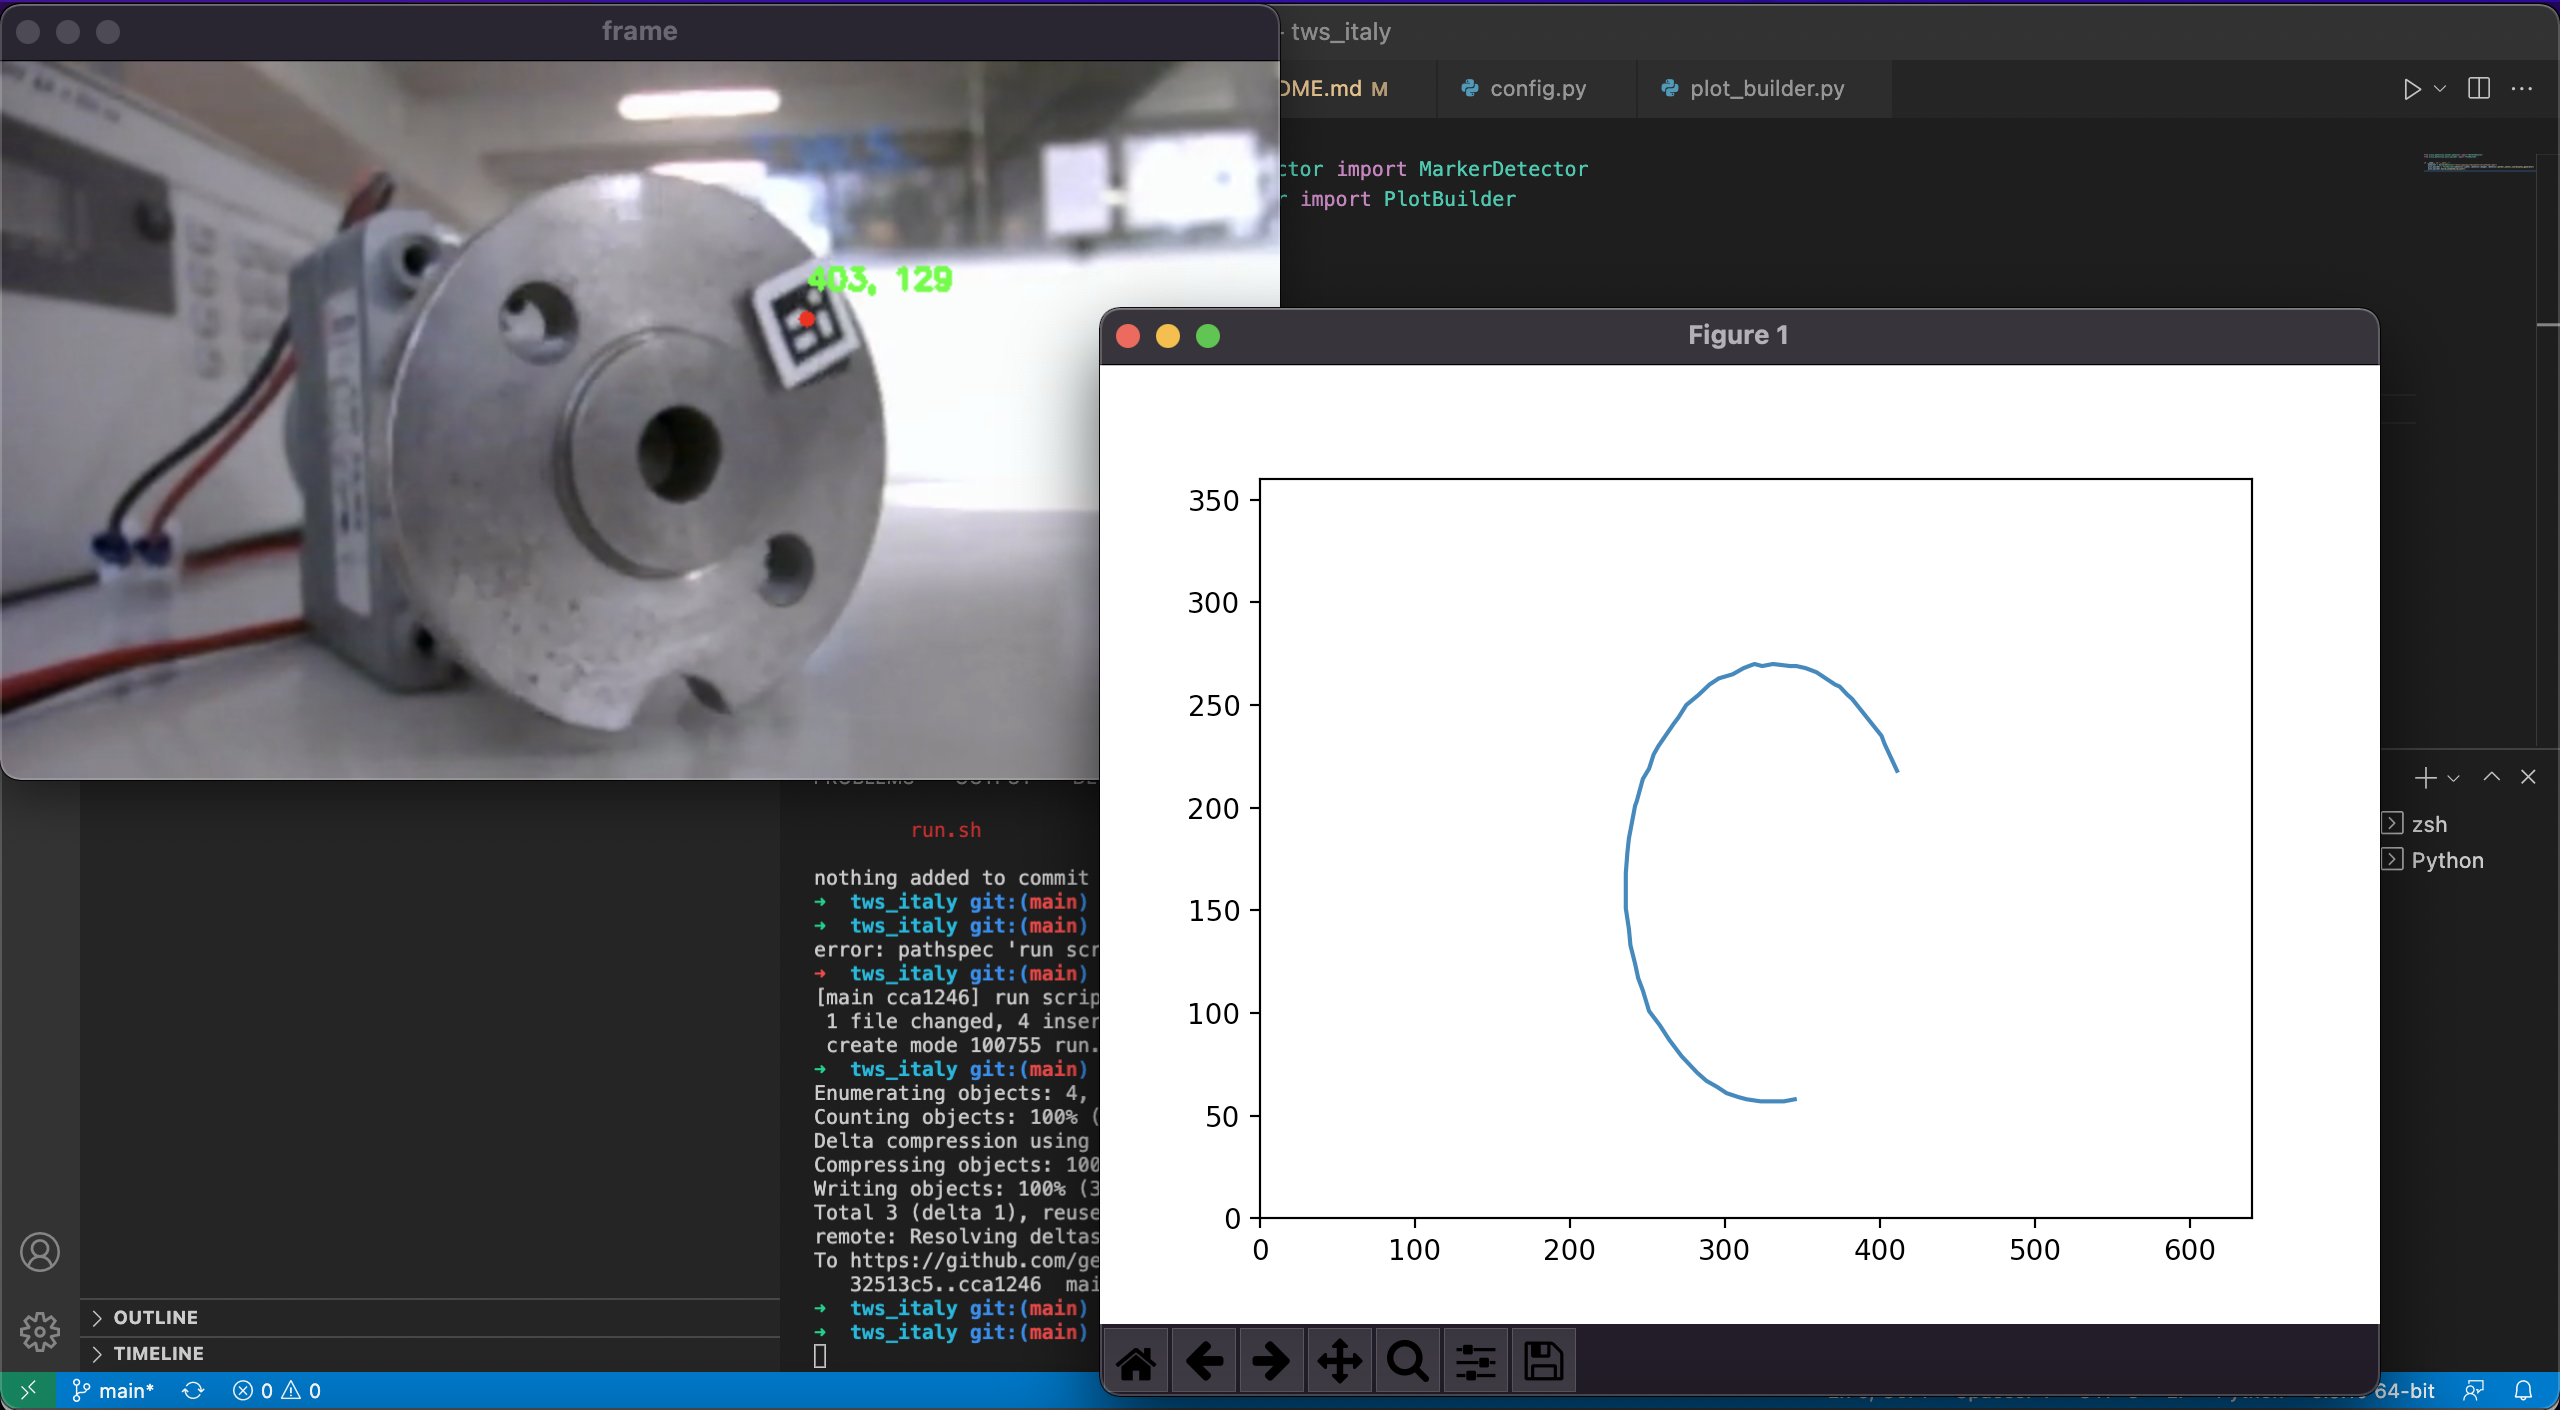 frame
- tws_italy
OME.md M
config.py
plot_builder.py
ctor import MarkerDetector
r import PlotBuilder
403, 129
Figure 1
350
300
250
200
150
100
50
0
0 100 200 300 400 500 600
run.sh
nothing added to commit
➜ tws_italy git:(main)
➜ tws_italy git:(main)
error: pathspec 'run scr
➜ tws_italy git:(main)
[main cca1246] run scrip
1 file changed, 4 inser
create mode 100755 run.
➜ tws_italy git:(main)
Enumerating objects: 4,
Counting objects: 100% (
Delta compression using
Compressing objects: 100
Writing objects: 100% (3
Total 3 (delta 1), reuse
remote: Resolving deltas
To https://github.com/ge
32513c5..cca1246 mai
➜ tws_italy git:(main)
➜ tws_italy git:(main)
zsh
Python
OUTLINE
TIMELINE
main* 0 0
64-bit